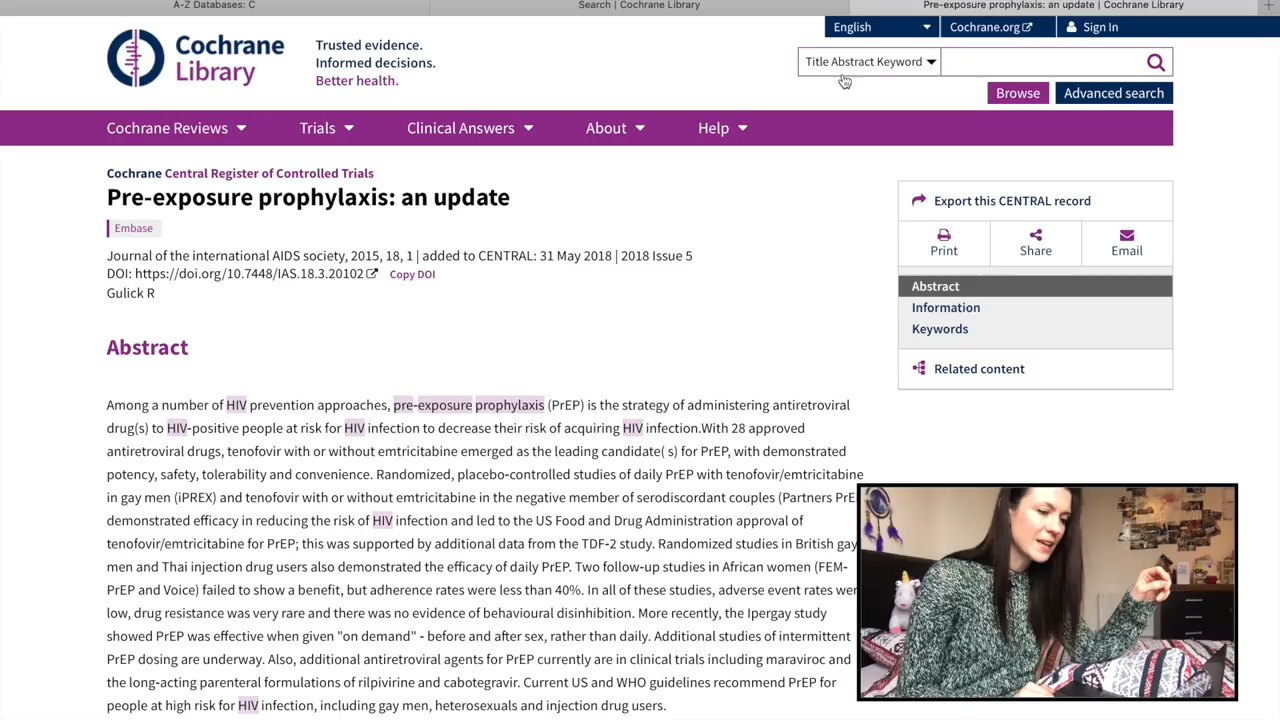 A-Z Databases: C
Search | Cochrane Library
Pre-exposure prophylaxis: an update | Cochrane Library
English
Cochrane.org
Sign In
Cochrane
Library
Trusted evidence.
Informed decisions.
Better health.
Title Abstract Keyword
Browse
Advanced search
Cochrane Reviews
Trials
Clinical Answers
About
Help
Cochrane Central Register of Controlled Trials
Pre-exposure prophylaxis: an update
Embase
Journal of the international AIDS society, 2015, 18, 1 | added to CENTRAL: 31 May 2018 | 2018 Issue 5
DOI: https://doi.org/10.7448/IAS.18.3.20102 Copy DOI
Gulick R
Export this CENTRAL record
Print
Share
Email
Abstract
Information
Keywords
Related content
Abstract
Among a number of HIV prevention approaches, pre-exposure prophylaxis (PrEP) is the strategy of administering antiretroviral
drug(s) to HIV-positive people at risk for HIV infection to decrease their risk of acquiring HIV infection.With 28 approved
antiretroviral drugs, tenofovir with or without emtricitabine emerged as the leading candidate( s) for PrEP, with demonstrated
potency, safety, tolerability and convenience. Randomized, placebo-controlled studies of daily PrEP with tenofovir/emtricitabine
in gay men (iPREX) and tenofovir with or without emtricitabine in the negative member of serodiscordant couples (Partners PrE
demonstrated efficacy in reducing the risk of HIV infection and led to the US Food and Drug Administration approval of
tenofovir/emtricitabine for PrEP; this was supported by additional data from the TDF-2 study. Randomized studies in British gay
men and Thai injection drug users also demonstrated the efficacy of daily PrEP. Two follow-up studies in African women (FEM-
PrEP and Voice) failed to show a benefit, but adherence rates were less than 40%. In all of these studies, adverse event rates wer
low, drug resistance was very rare and there was no evidence of behavioural disinhibition. More recently, the Ipergay study
showed PrEP was effective when given "on demand" - before and after sex, rather than daily. Additional studies of intermittent
PrEP dosing are underway. Also, additional antiretroviral agents for PrEP currently are in clinical trials including maraviroc and
the long-acting parenteral formulations of rilpivirine and cabotegravir. Current US and WHO guidelines recommend PrEP for
people at high risk for HIV infection, including gay men, heterosexuals and injection drug users.